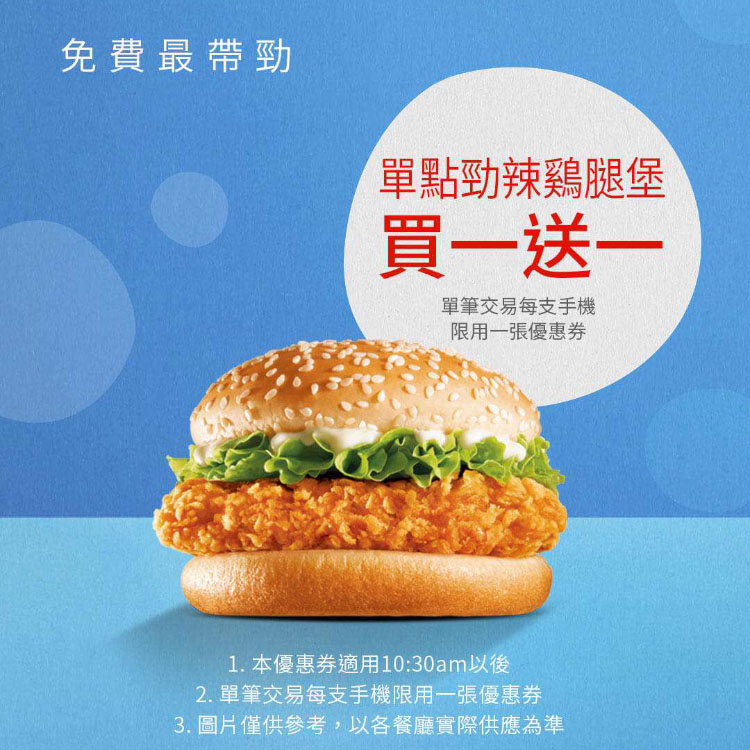 免費最帶勁
單點勁辣鷄腿堡
買一送一
單筆交易每支手機
限用一張優惠券
1. 本優惠券適用10:30am以後
2. 單筆交易每支手機限用一張優惠券
3. 圖片僅供參考，以各餐廳實際供應為準